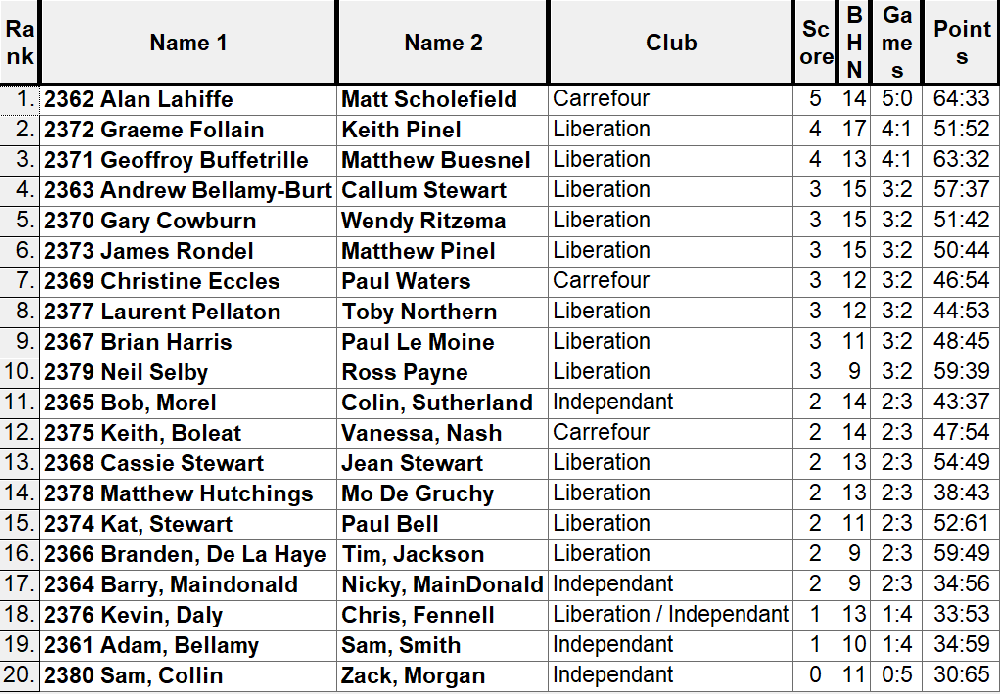 Rank Name 1 Name 2 Club Score BHN Games Points
1. 2362 Alan Lahiffe Matt Scholefield Carrefour 5 14 5:0 64:33
2. 2372 Graeme Follain Keith Pinel Liberation 4 17 4:1 51:52
3. 2371 Geoffroy Buffetrille Matthew Buesnel Liberation 4 13 4:1 63:32
4. 2363 Andrew Bellamy-Burt Callum Stewart Liberation 3 15 3:2 57:37
5. 2370 Gary Cowburn Wendy Ritzema Liberation 3 15 3:2 51:42
6. 2373 James Rondel Matthew Pinel Liberation 3 15 3:2 50:44
7. 2369 Christine Eccles Paul Waters Carrefour 3 12 3:2 46:54
8. 2377 Laurent Pellaton Toby Northern Liberation 3 12 3:2 44:53
9. 2367 Brian Harris Paul Le Moine Liberation 3 11 3:2 48:45
10. 2379 Neil Selby Ross Payne Liberation 3 9 3:2 59:39
11. 2365 Bob, Morel Colin, Sutherland Independant 2 14 2:3 43:37
12. 2375 Keith, Boleat Vanessa, Nash Carrefour 2 14 2:3 47:54
13. 2368 Cassie Stewart Jean Stewart Liberation 2 13 2:3 54:49
14. 2378 Matthew Hutchings Mo De Gruchy Liberation 2 13 2:3 38:43
15. 2374 Kat, Stewart Paul Bell Liberation 2 11 2:3 52:61
16. 2366 Branden, De La Haye Tim, Jackson Liberation 2 9 2:3 59:49
17. 2364 Barry, Maindonald Nicky, MainDonald Independant 2 9 2:3 34:56
18. 2376 Kevin, Daly Chris, Fennell Liberation / Independant 1 13 1:4 33:53
19. 2361 Adam, Bellamy Sam, Smith Independant 1 10 1:4 34:59
20. 2380 Sam, Collin Zack, Morgan Independant 0 11 0:5 30:65